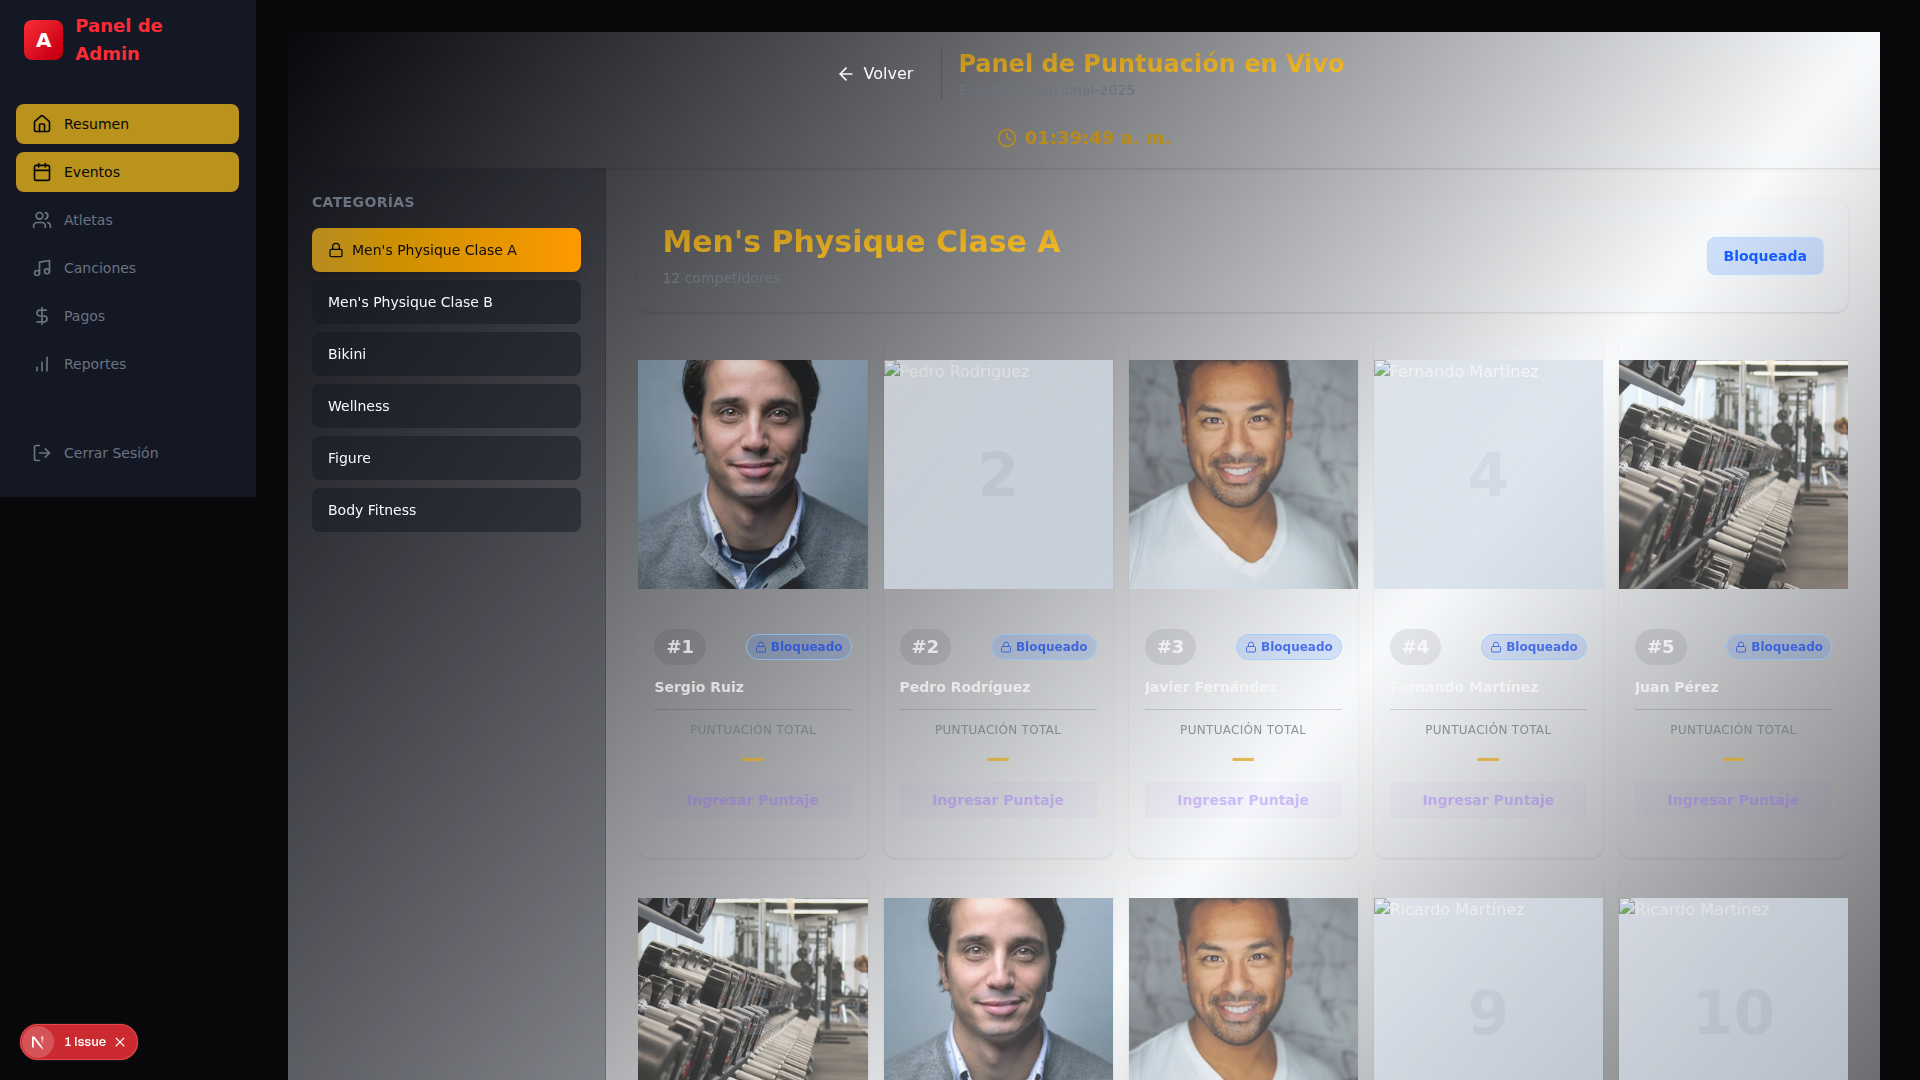 A
Panel de
Admin
Resumen
Eventos
Atletas
Canciones
Pagos
Reportes
Cerrar Sesión
1 Issue
Volver
Panel de Puntuación en Vivo
nacional-2025
01:39:49 a. m.
CATEGORÍAS
Men's Physique Clase A
Men's Physique Clase B
Bikini
Wellness
Figure
Body Fitness
Men's Physique Clase A
12 competidores
Bloqueada
#1
Bloqueado
Sergio Ruiz
PUNTUACIÓN TOTAL
—
Ingresar Puntaje
Pedro Rodríguez
2
#2
Bloqueado
Pedro Rodríguez
PUNTUACIÓN TOTAL
—
Ingresar Puntaje
#3
Bloqueado
Javier Fernández
PUNTUACIÓN TOTAL
—
Ingresar Puntaje
Fernando Martínez
4
#4
Bloqueado
Fernando Martínez
PUNTUACIÓN TOTAL
—
Ingresar Puntaje
#5
Bloqueado
Juan Pérez
PUNTUACIÓN TOTAL
—
Ingresar Puntaje
Ricardo Martínez
9
Ricardo Martínez
10